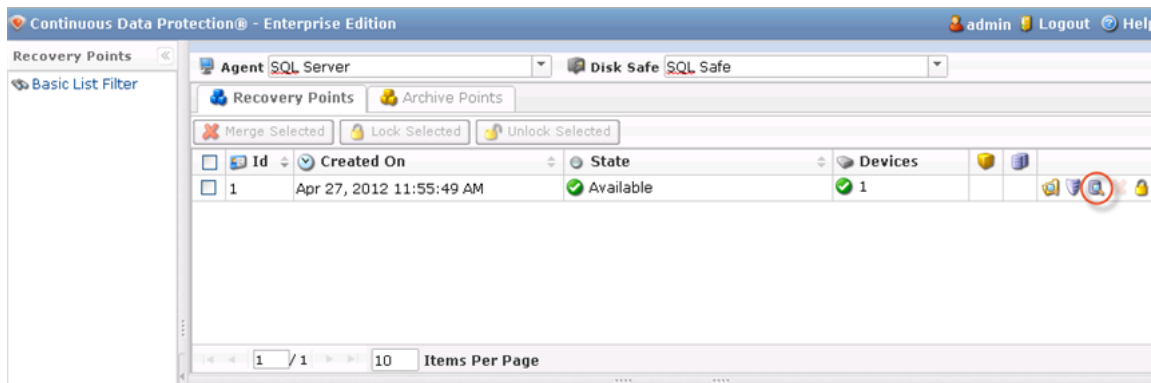 Continuous Data Protection® - Enterprise Edition admin Logout Help
Recovery Points
Agent SQL Server Disk Safe SQL Safe
Basic List Filter
Recovery Points Archive Points
Merge Selected Lock Selected Unlock Selected
Id Created On State Devices
1 Apr 27, 2012 11:55:49 AM Available 1
1 / 1 10 Items Per Page